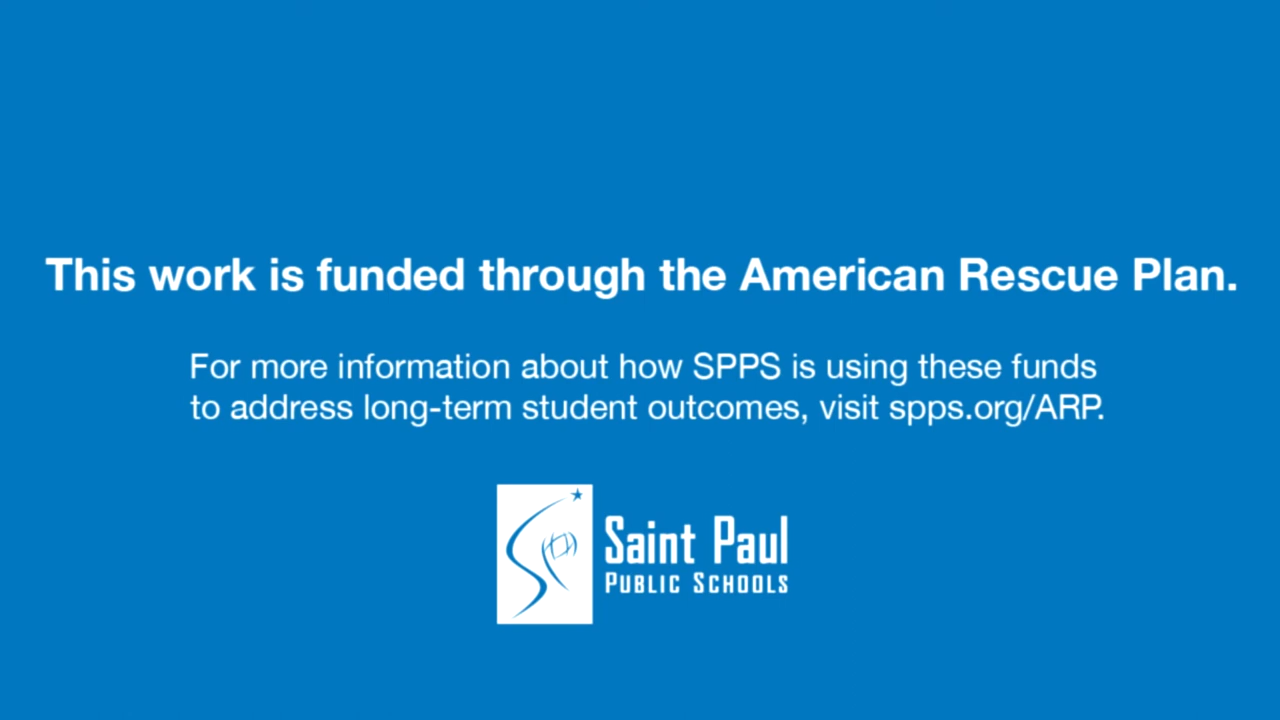 This work is funded through the American Rescue Plan.
For more information about how SPPS is using these funds
to address long-term student outcomes, visit spps.org/ARP.
Saint Paul
PUBLIC SCHOOLS